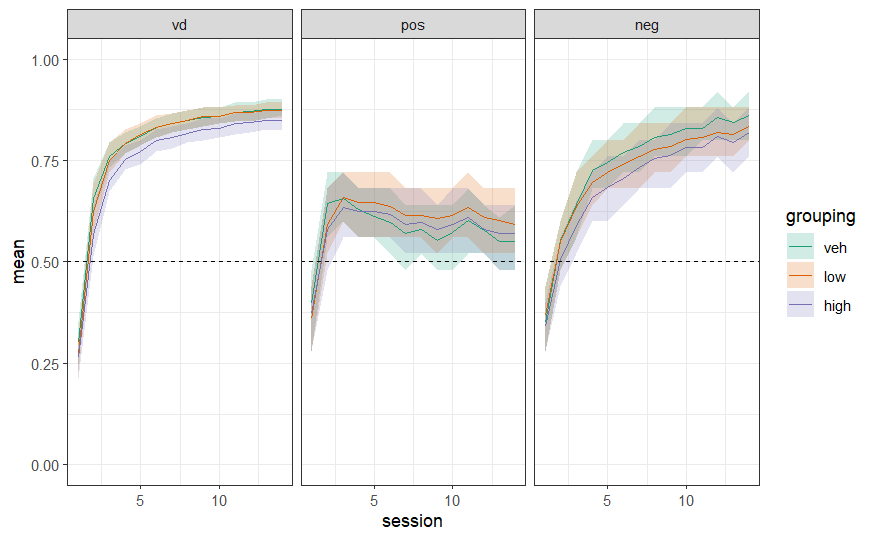 vd
pos
neg
1.00
0.75
0.50
0.25
0.00
mean
5
10
5
10
5
10
session
grouping
veh
low
high